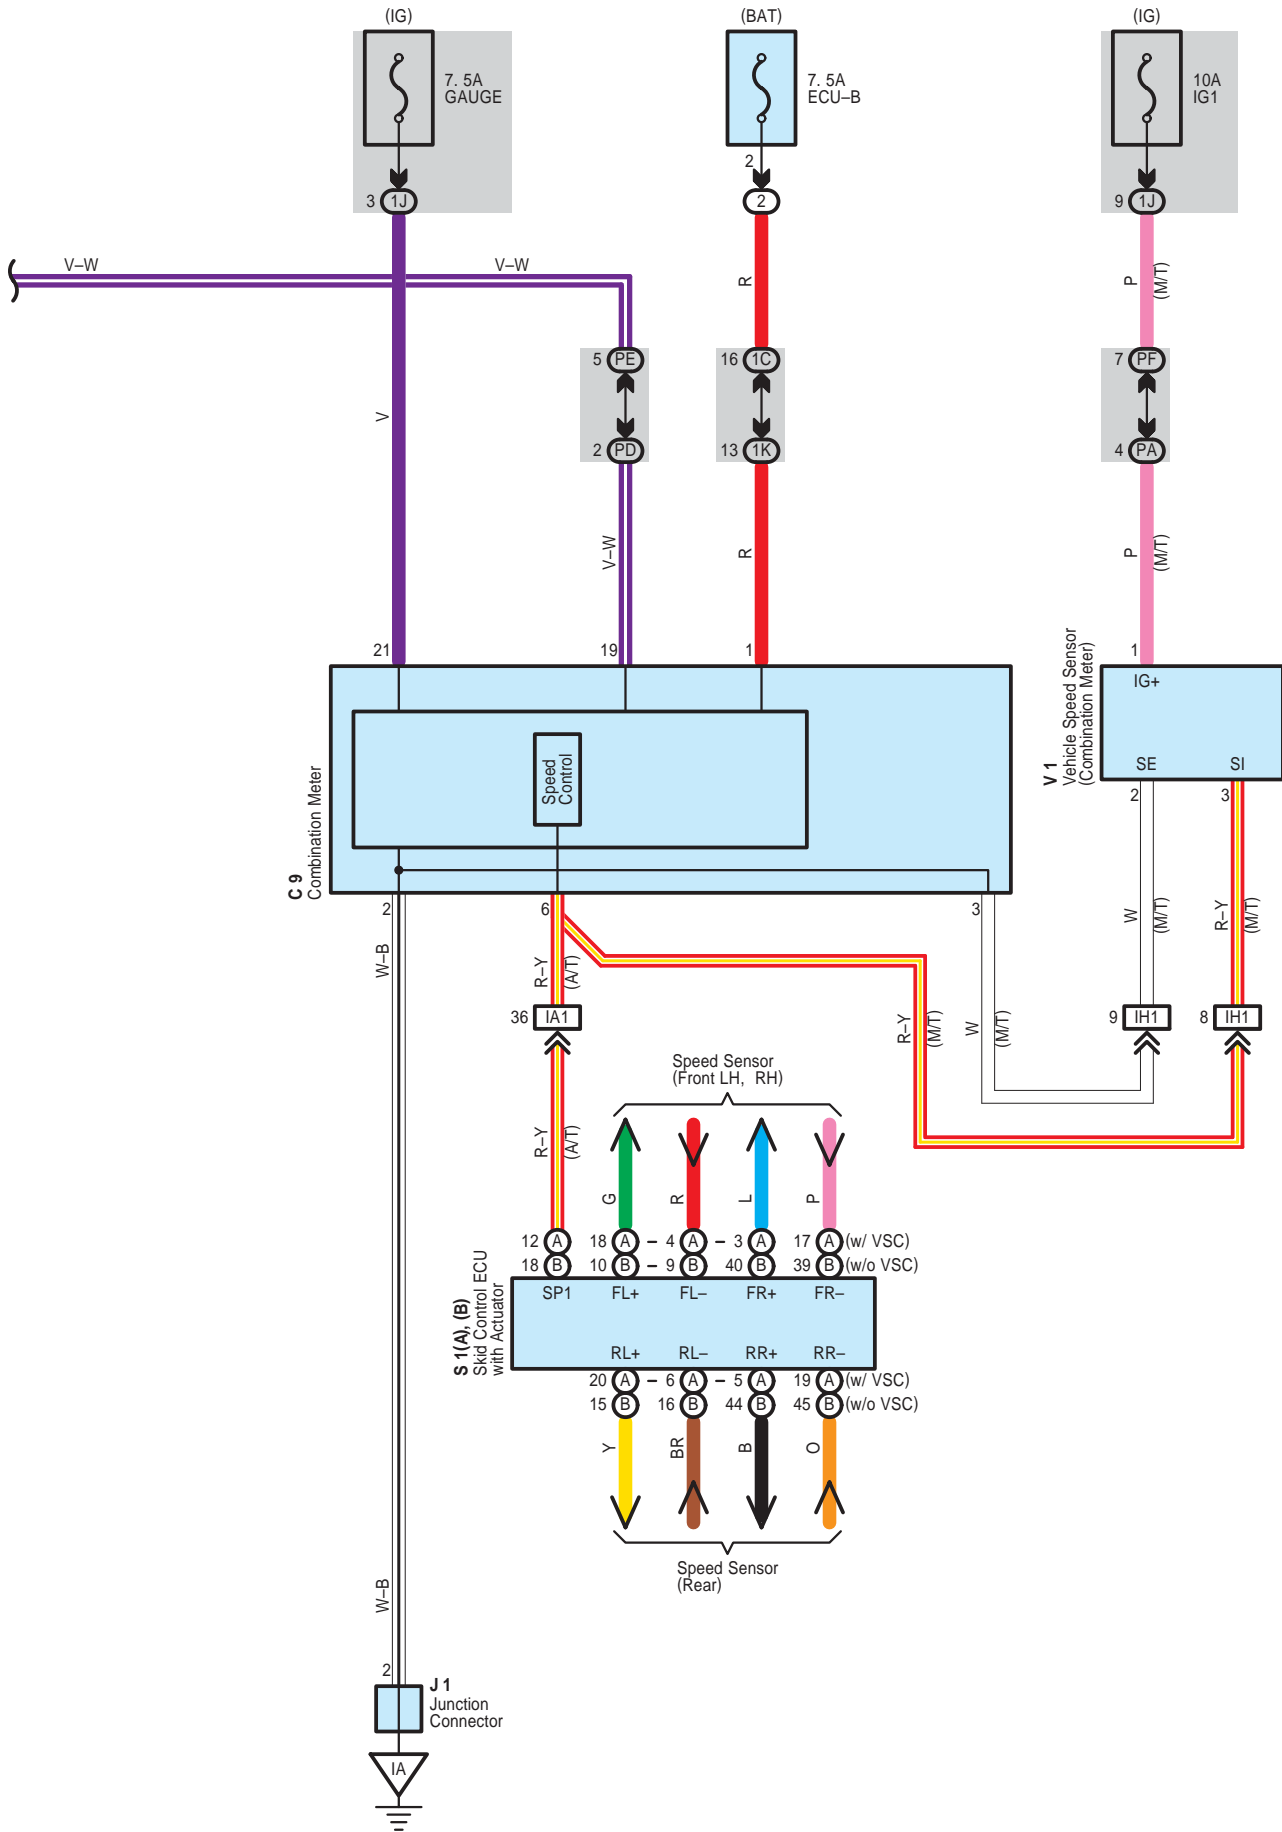 (IG)
(BAT)
(IG)
7. 5A
GAUGE
7. 5A
ECU–B
10A
IG1
2
3 1J
2
9 1J
V–W
V–W
R
P
(M/T)
5 PE
16 1C
7 PF
V
2 PD
13 1K
4 PA
V–W
R
P
(M/T)
21
19
1
1
V 1
Vehicle Speed Sensor
(Combination Meter)
IG+
SE
SI
2
3
C 9
Combination Meter
Speed
Control
2
6
3
W–B
R–Y
(A/T)
W
(M/T)
R–Y
(M/T)
36 IA1
R–Y
(M/T)
W
(M/T)
9 IH1
8 IH1
Speed Sensor
(Front LH, RH)
R–Y
(A/T)
G
R
L
P
12 A
18 A – 4 A – 3 A
17 A (w/ VSC)
18 B
10 B – 9 B
40 B
39 B (w/o VSC)
S 1(A), (B)
Skid Control ECU
with Actuator
SP1
FL+
FL–
FR+
FR–
RL+
RL–
RR+
RR–
20 A – 6 A – 5 A
19 A (w/ VSC)
15 B
16 B
44 B
45 B (w/o VSC)
Y
BR
B
O
Speed Sensor
(Rear)
W–B
2
J 1
Junction
Connector
IA